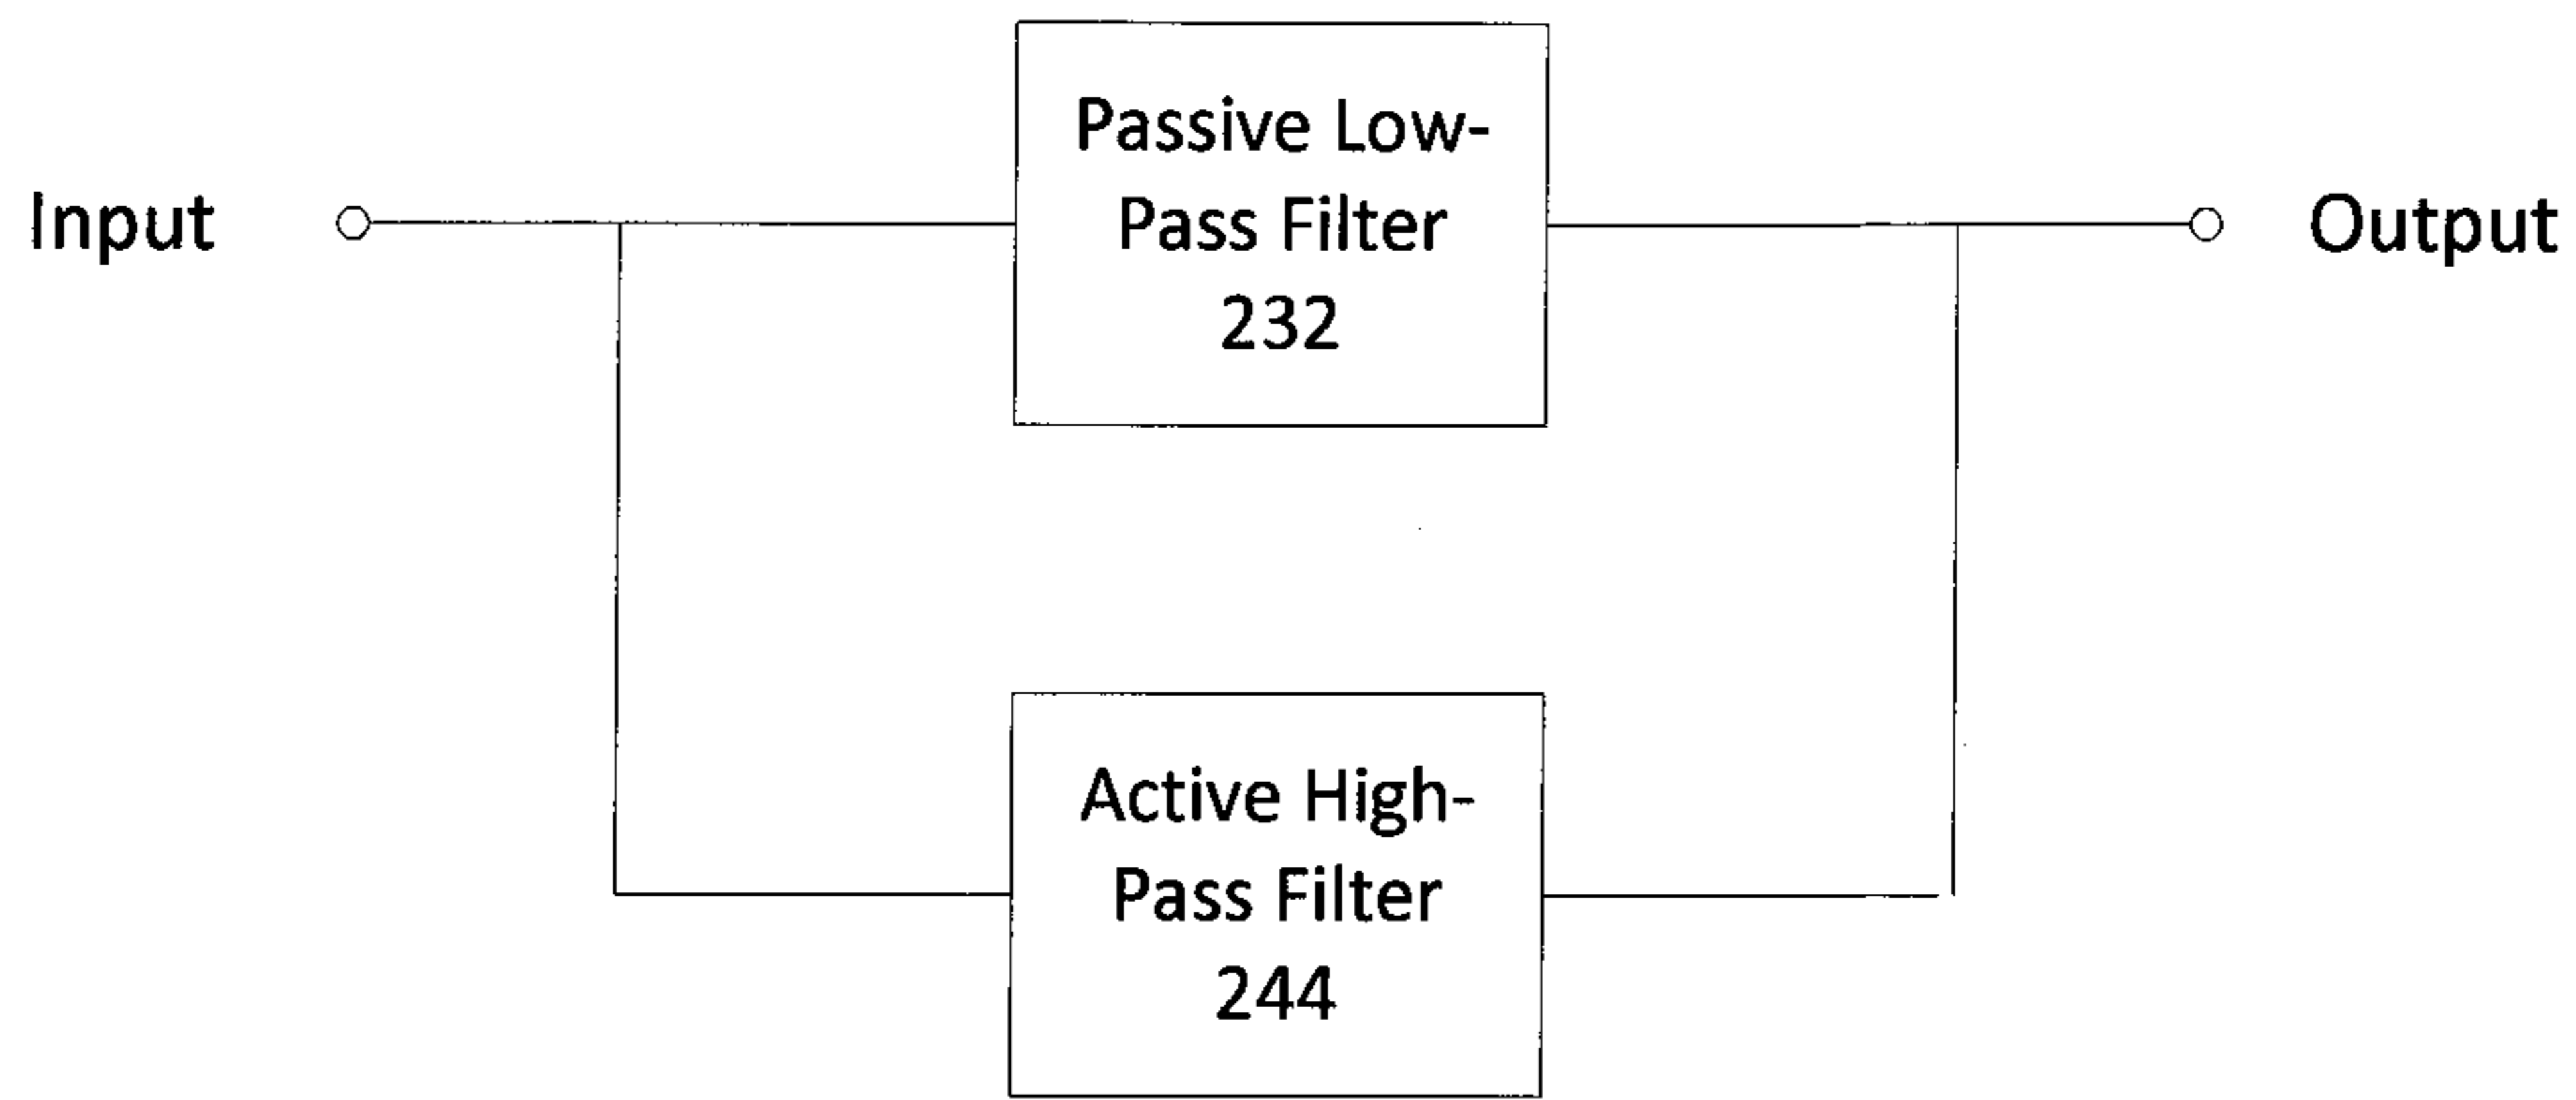 Passive Low-
Pass Filter
232
Input
Output
Active High-
Pass Filter
244